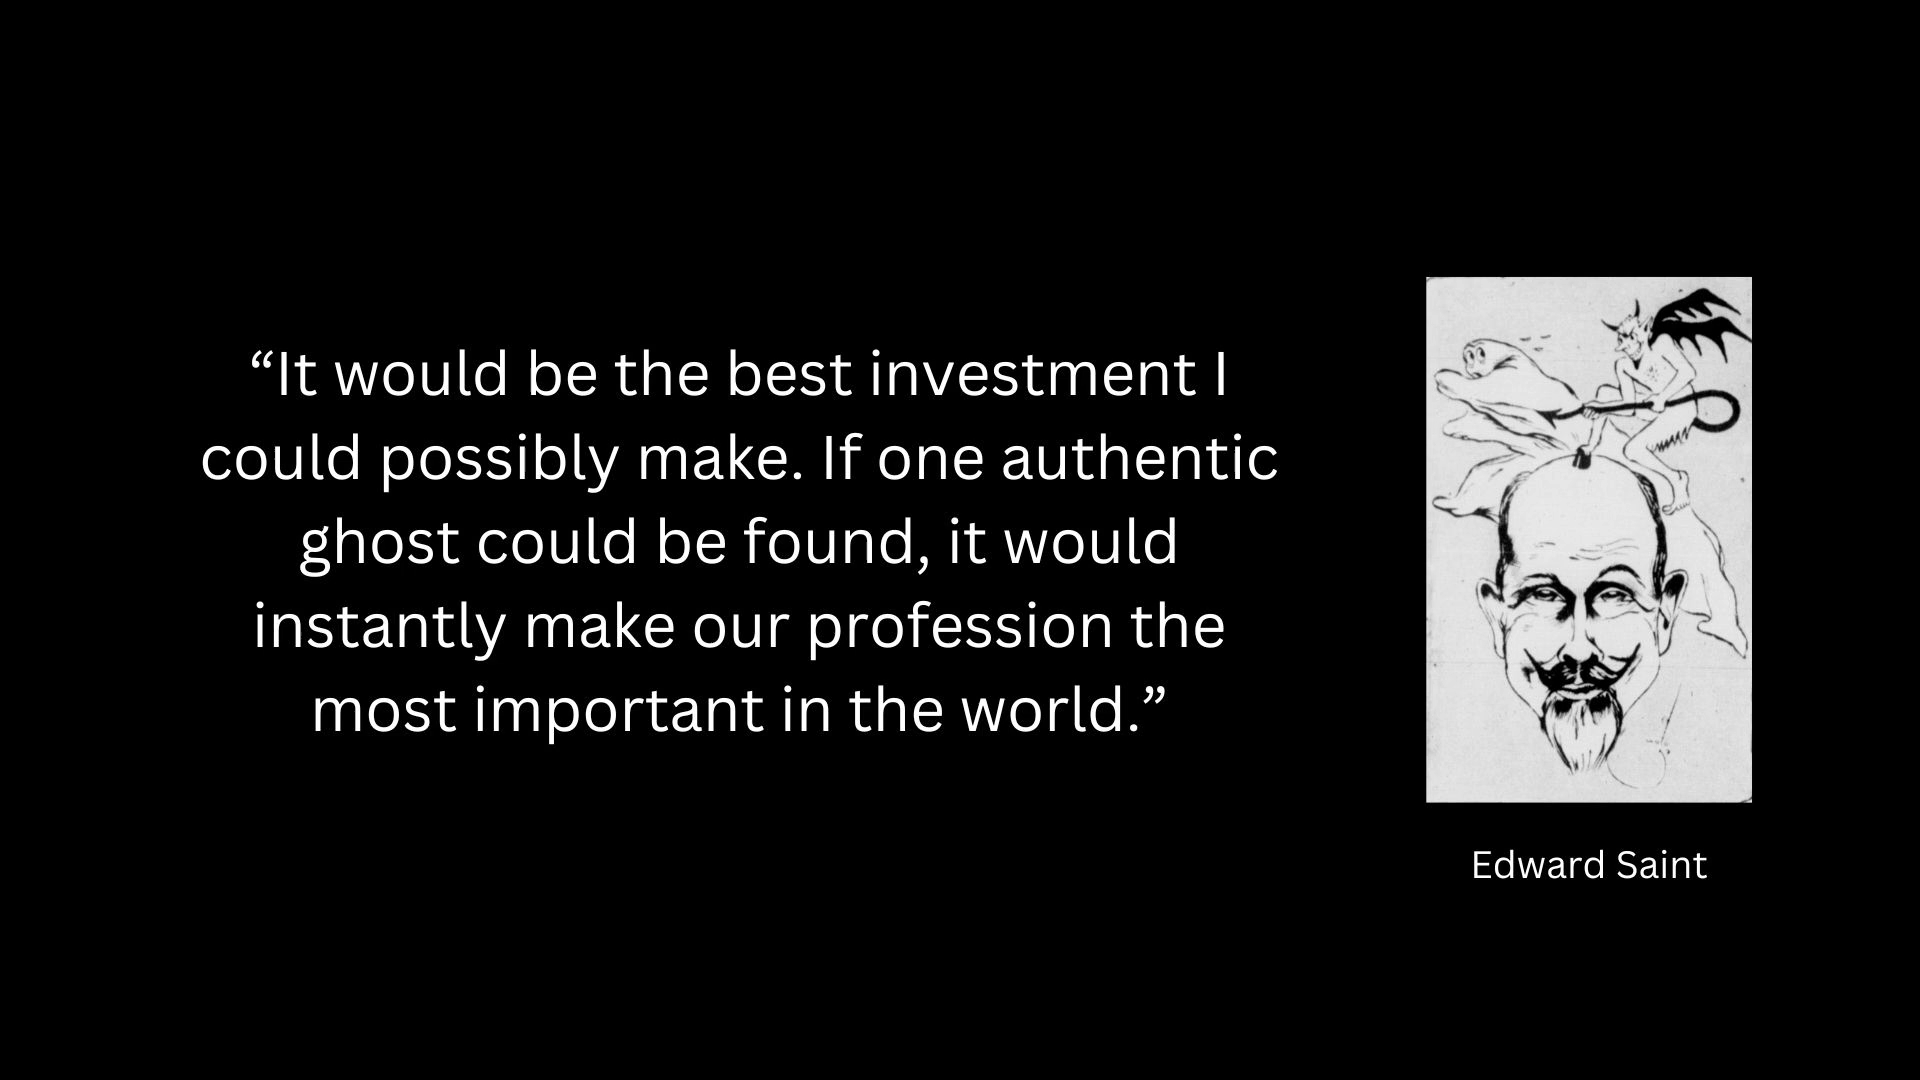 “It would be the best investment I
could possibly make. If one authentic
ghost could be found, it would
instantly make our profession the
most important in the world.”
Edward Saint